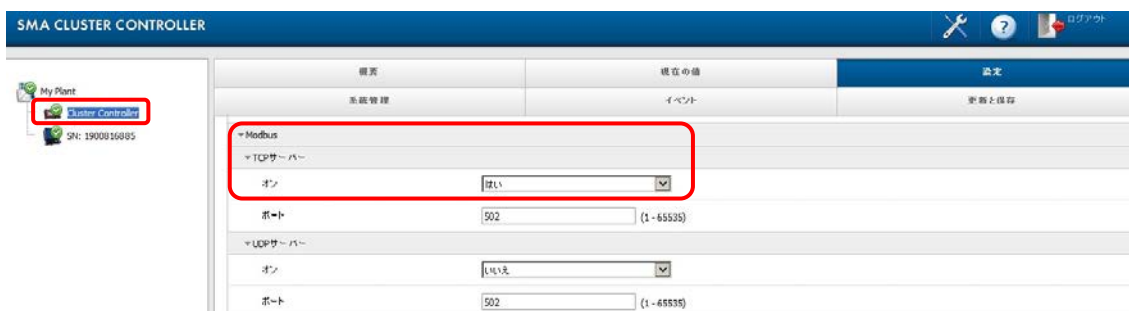 SMA CLUSTER CONTROLLER
ログアウト
My Plant
Cluster Controller
SN: 1900816885
概要 現在の値 設定
系統管理 イベント 更新と保存
Modbus
TCPサーバー
オン はい
ポート 502 (1 - 65535)
UDPサーバー
オン いいえ
ポート 502 (1 - 65535)